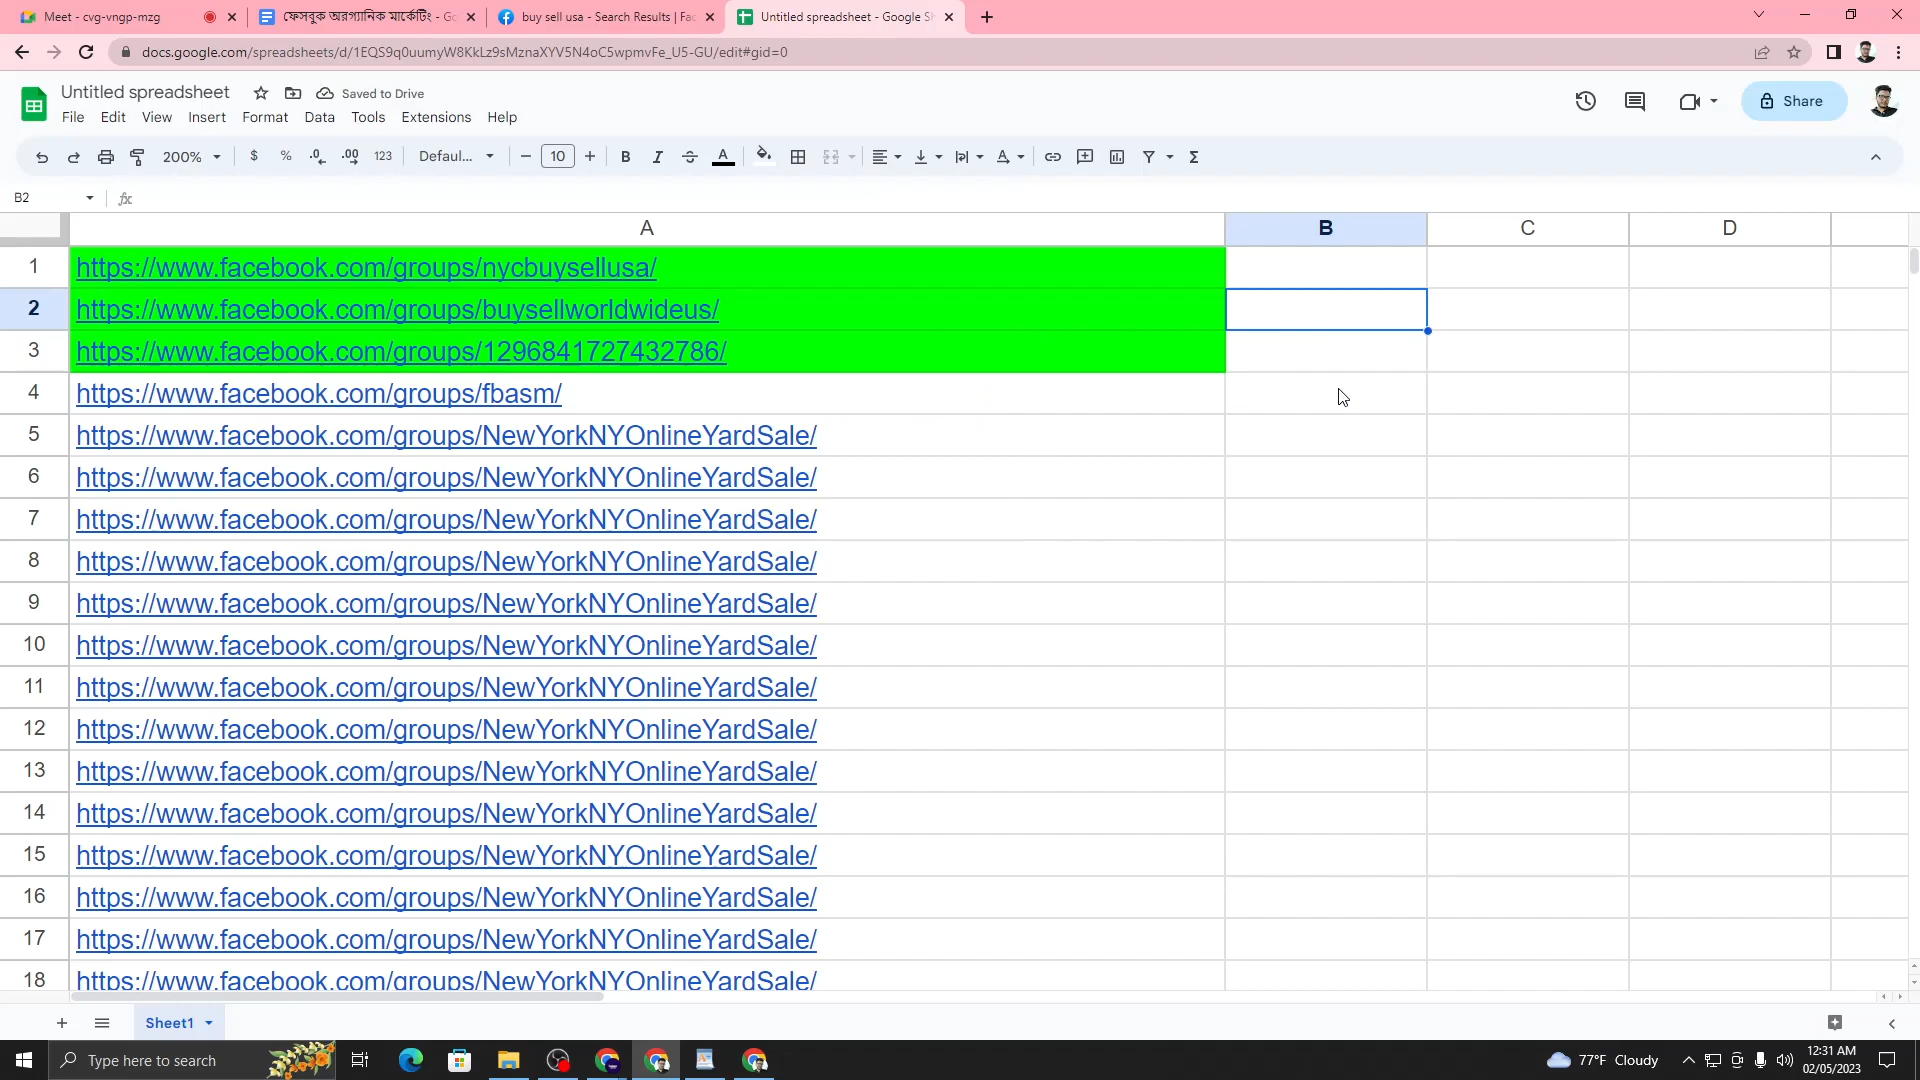 Meet - cvg-vngp-mzg
ফেসবুক অরগ্যানিক মার্কেটিং - Go
buy sell usa - Search Results | Fac
Untitled spreadsheet - Google Sh
docs.google.com/spreadsheets/d/1EQS9q0uumyW8KkLz9sMznaXYV5N4oC5wpmvFe_U5-GU/edit#gid=0
Untitled spreadsheet
Saved to Drive
File Edit View Insert Format Data Tools Extensions Help
Share
200% $ % .0 .00 123 Defaul... 10 B I A
B2 fx
A B C D
1 https://www.facebook.com/groups/nycbuysellusa/
2 https://www.facebook.com/groups/buysellworldwideus/
3 https://www.facebook.com/groups/1296841727432786/
4 https://www.facebook.com/groups/fbasm/
5 https://www.facebook.com/groups/NewYorkNYOnlineYardSale/
6 https://www.facebook.com/groups/NewYorkNYOnlineYardSale/
7 https://www.facebook.com/groups/NewYorkNYOnlineYardSale/
8 https://www.facebook.com/groups/NewYorkNYOnlineYardSale/
9 https://www.facebook.com/groups/NewYorkNYOnlineYardSale/
10 https://www.facebook.com/groups/NewYorkNYOnlineYardSale/
11 https://www.facebook.com/groups/NewYorkNYOnlineYardSale/
12 https://www.facebook.com/groups/NewYorkNYOnlineYardSale/
13 https://www.facebook.com/groups/NewYorkNYOnlineYardSale/
14 https://www.facebook.com/groups/NewYorkNYOnlineYardSale/
15 https://www.facebook.com/groups/NewYorkNYOnlineYardSale/
16 https://www.facebook.com/groups/NewYorkNYOnlineYardSale/
17 https://www.facebook.com/groups/NewYorkNYOnlineYardSale/
18 https://www.facebook.com/groups/NewYorkNYOnlineYardSale/
Sheet1
Type here to search
77°F Cloudy
12:31 AM
02/05/2023